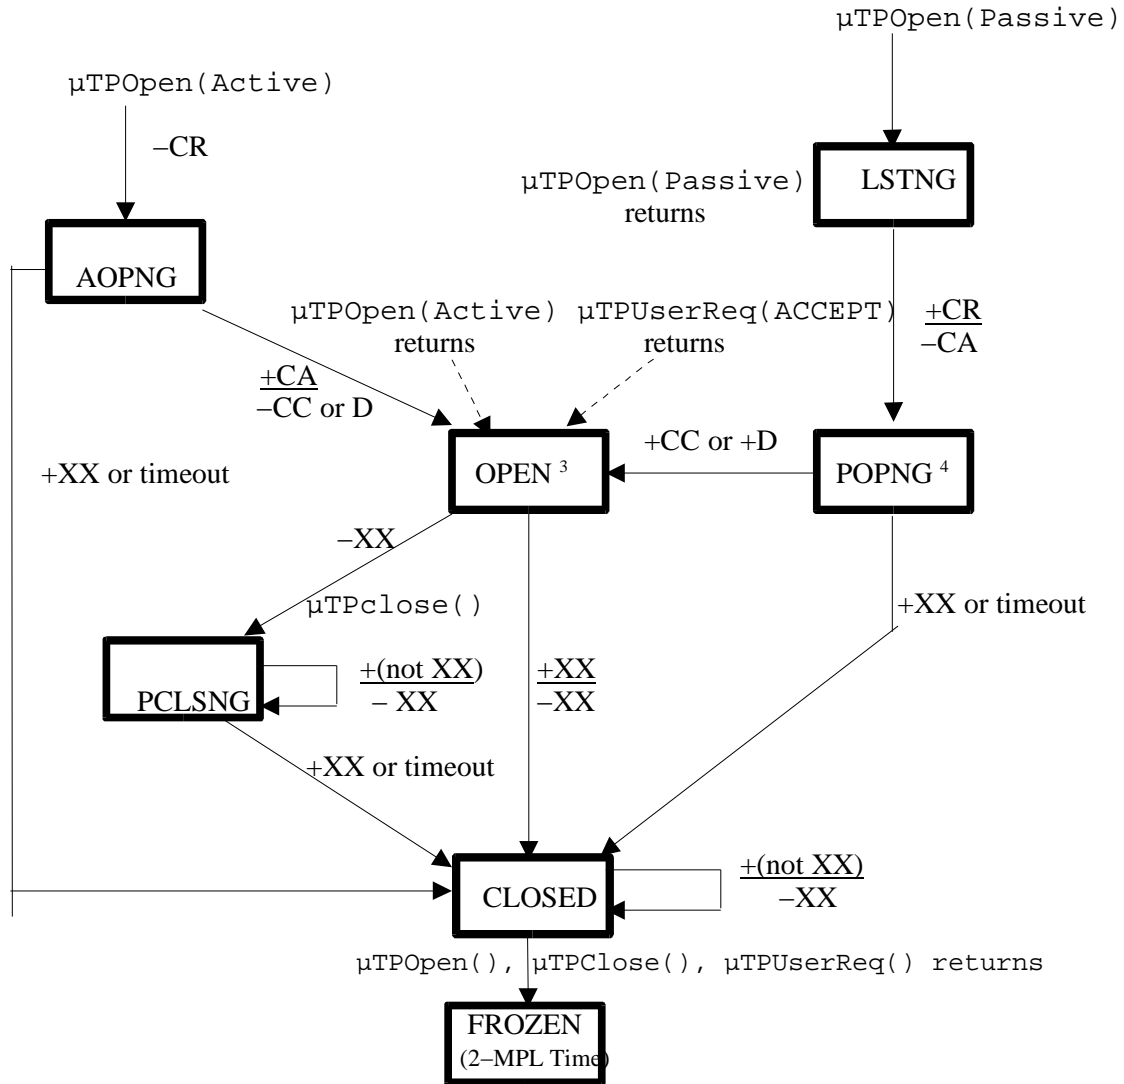 µTPOpen(Passive)
µTPOpen(Active)
−CR
µTPOpen(Passive)
returns
LSTNG
AOPNG
µTPOpen(Active)
returns
µTPUserReq(ACCEPT)
returns
+CR
−CA
+CA
−CC or D
+CC or +D
OPEN 3
POPNG 4
+XX or timeout
−XX
µTPclose()
+XX or timeout
PCLSNG
+(not XX)
− XX
+XX
−XX
+XX or timeout
CLOSED
+(not XX)
−XX
µTPOpen(), µTPClose(), µTPUserReq() returns
FROZEN
(2−MPL Time)